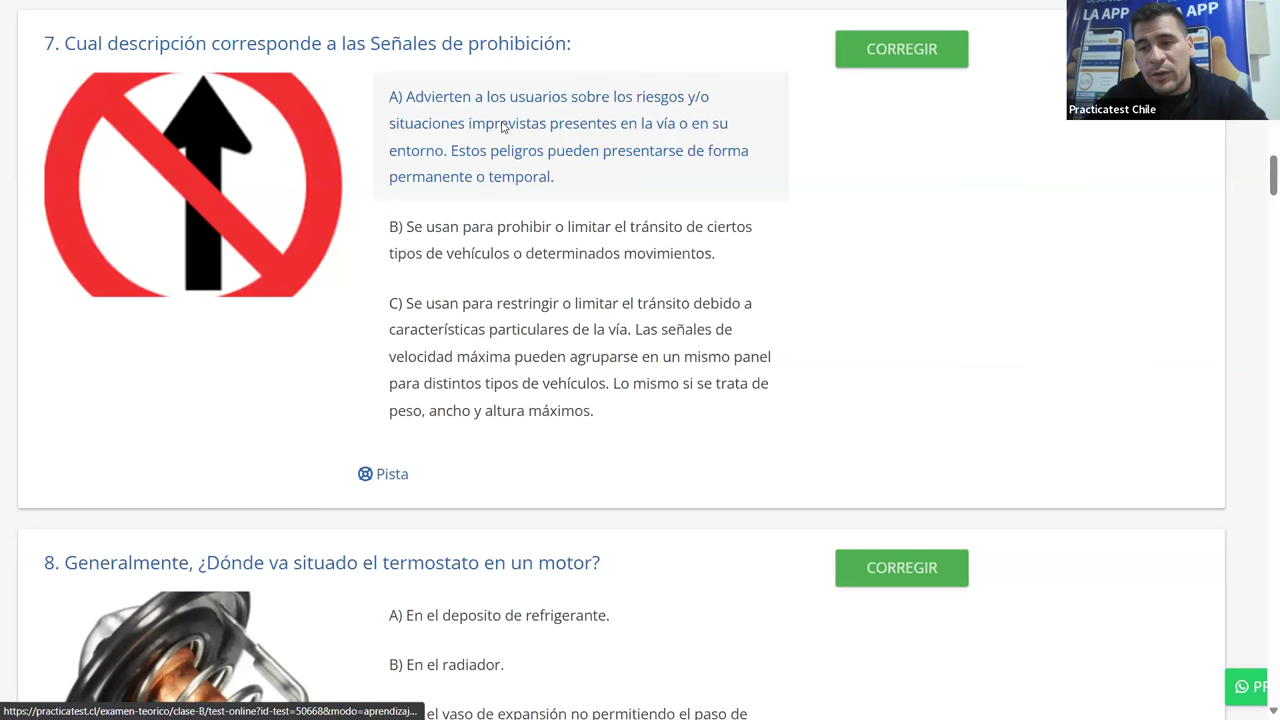 LA APP
LA APP
Practicatest Chile
7. Cual descripción corresponde a las Señales de prohibición:
CORREGIR
A) Advierten a los usuarios sobre los riesgos y/o
situaciones imprevistas presentes en la vía o en su
entorno. Estos peligros pueden presentarse de forma
permanente o temporal.
B) Se usan para prohibir o limitar el tránsito de ciertos
tipos de vehículos o determinados movimientos.
C) Se usan para restringir o limitar el tránsito debido a
características particulares de la vía. Las señales de
velocidad máxima pueden agruparse en un mismo panel
para distintos tipos de vehículos. Lo mismo si se trata de
peso, ancho y altura máximos.
Pista
8. Generalmente, ¿Dónde va situado el termostato en un motor?
CORREGIR
A) En el deposito de refrigerante.
B) En el radiador.
el vaso de expansión no permitiendo el paso de
PF
https://practicatest.cl/examen-teorico/clase-B/test-online?id-test=50668&modo=aprendizaj...